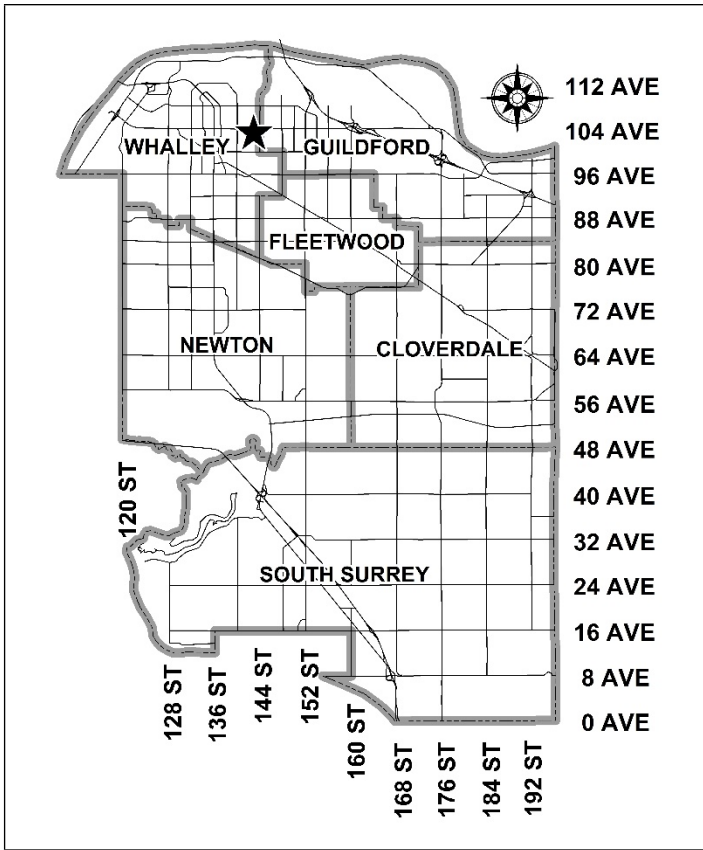 112 AVE
104 AVE
WHALLEY
GUILDFORD
96 AVE
88 AVE
FLEETWOOD
80 AVE
72 AVE
NEWTON
CLOVERDALE
64 AVE
56 AVE
48 AVE
120 ST
40 AVE
32 AVE
SOUTH SURREY
24 AVE
16 AVE
128 ST
136 ST
144 ST
152 ST
160 ST
8 AVE
0 AVE
168 ST
176 ST
184 ST
192 ST